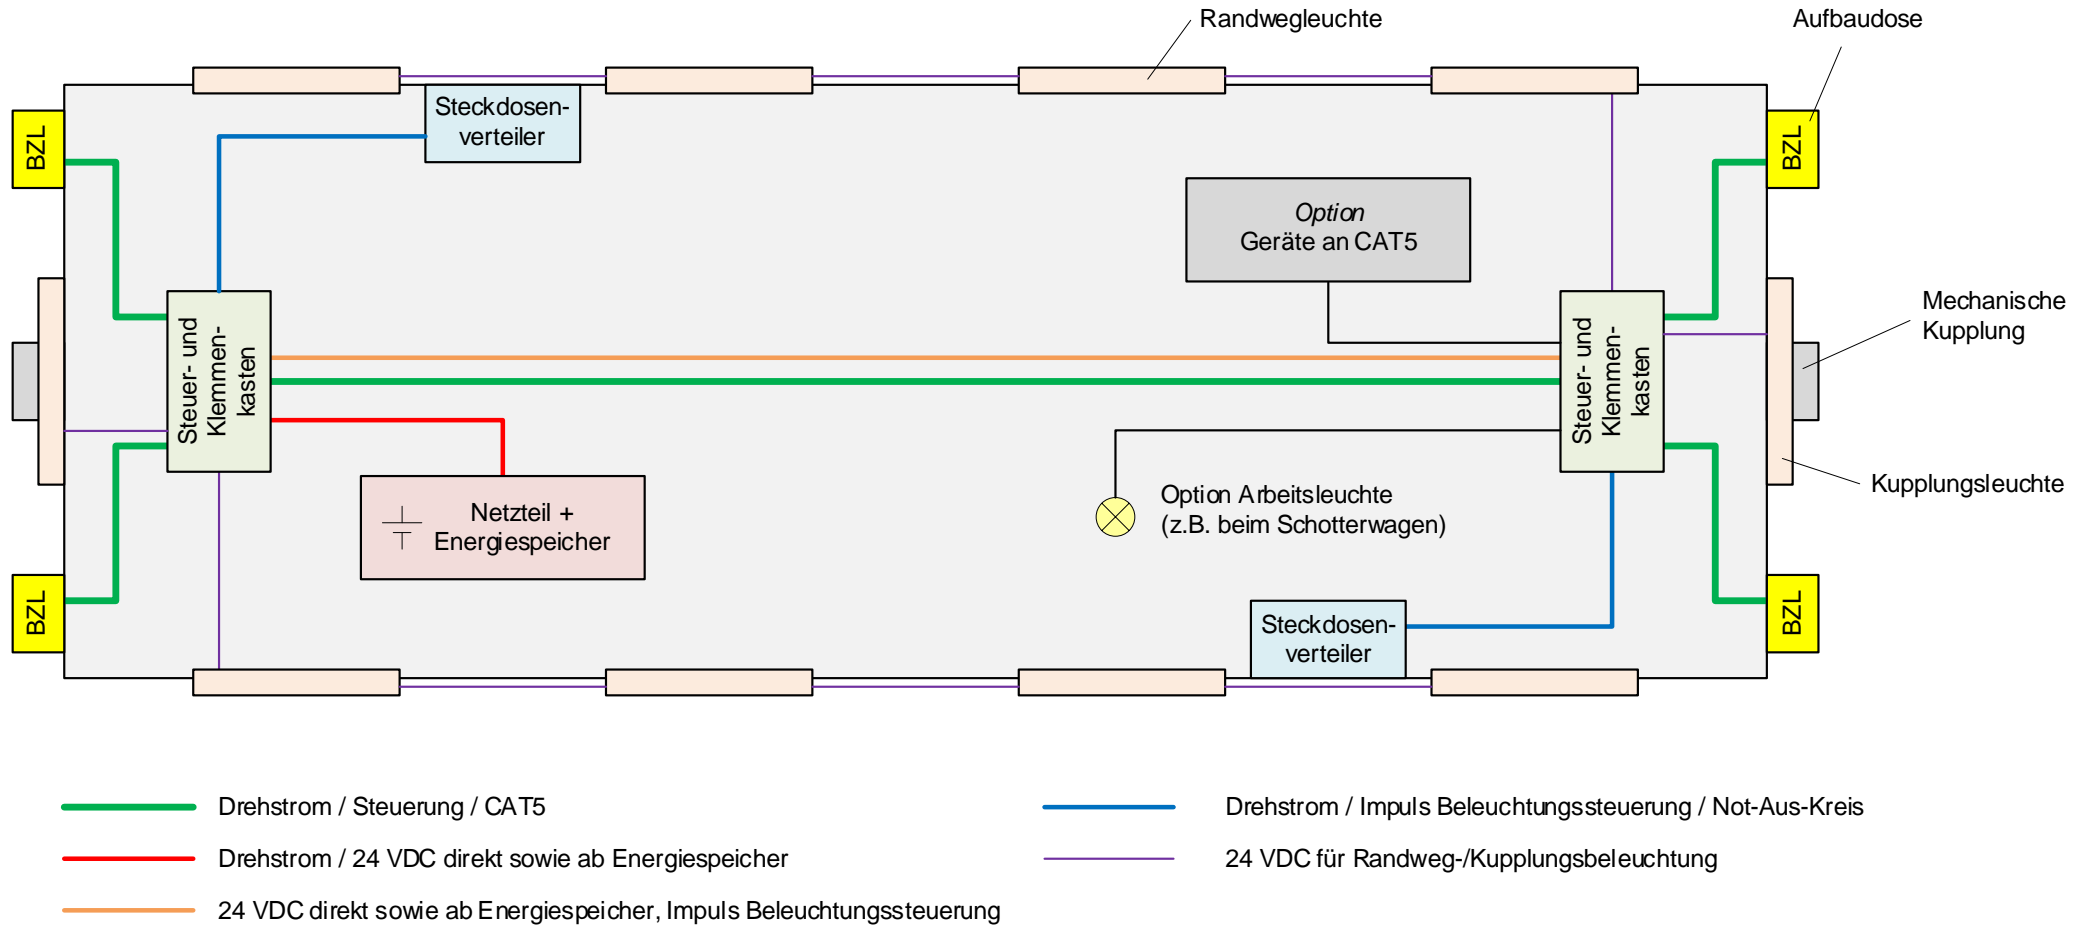 Randwegleuchte
Aufbaudose
Steckdosen-
verteiler
BZL
BZL
Option
Geräte an CAT5
Mechanische
Kupplung
Steuer- und
Klemmen-
kasten
Steuer- und
Klemmen-
kasten
Kupplungsleuchte
Netzteil +
Energiespeicher
Option Arbeitsleuchte
(z.B. beim Schotterwagen)
BZL
BZL
Steckdosen-
verteiler
Drehstrom / Steuerung / CAT5
Drehstrom / 24 VDC direkt sowie ab Energiespeicher
24 VDC direkt sowie ab Energiespeicher, Impuls Beleuchtungssteuerung
Drehstrom / Impuls Beleuchtungssteuerung / Not-Aus-Kreis
24 VDC für Randweg-/Kupplungsbeleuchtung